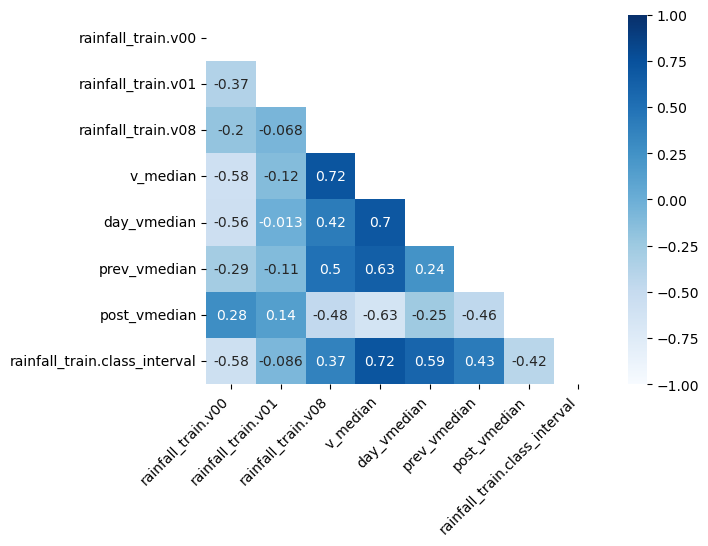 1.00
rainfall_train.v00
0.75
rainfall_train.v01 -0.37
0.50
rainfall_train.v08 -0.2 -0.068
0.25
v_median -0.58 -0.12 0.72
0.00
day_vmedian -0.56 -0.013 0.42 0.7
-0.25
prev_vmedian -0.29 -0.11 0.5 0.63 0.24
-0.50
post_vmedian 0.28 0.14 -0.48 -0.63 -0.25 -0.46
-0.75
rainfall_train.class_interval -0.58 -0.086 0.37 0.72 0.59 0.43 -0.42
-1.00
rainfall_train.v00
rainfall_train.v01
rainfall_train.v08
v_median
day_vmedian
prev_vmedian
post_vmedian
rainfall_train.class_interval